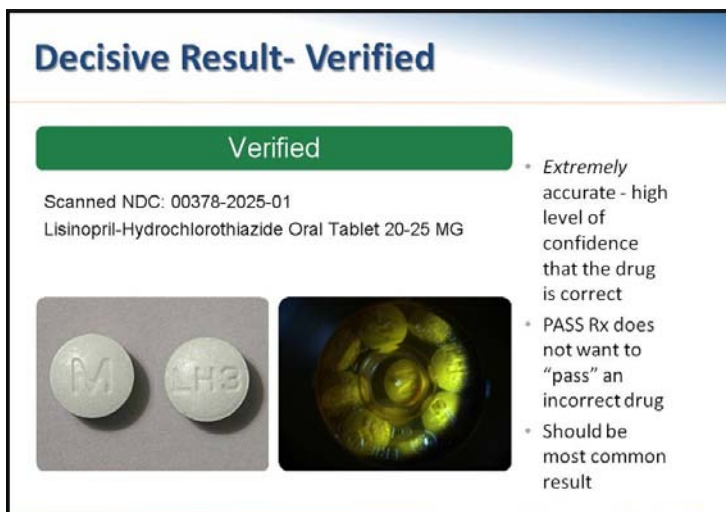 Decisive Result- Verified
Verified
Scanned NDC: 00378-2025-01
Lisinopril-Hydrochlorothiazide Oral Tablet 20-25 MG
M
LH3
• Extremely
accurate - high
level of
confidence
that the drug
is correct
• PASS Rx does
not want to
“pass” an
incorrect drug
• Should be
most common
result